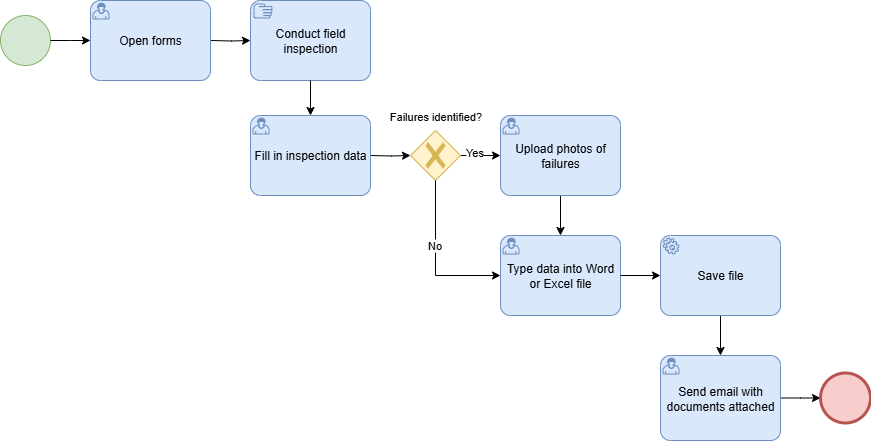 Open forms
Conduct field
inspection
Failures identified?
Fill in inspection data
Yes
Upload photos of
failures
No
Type data into Word
or Excel file
Save file
Send email with
documents attached